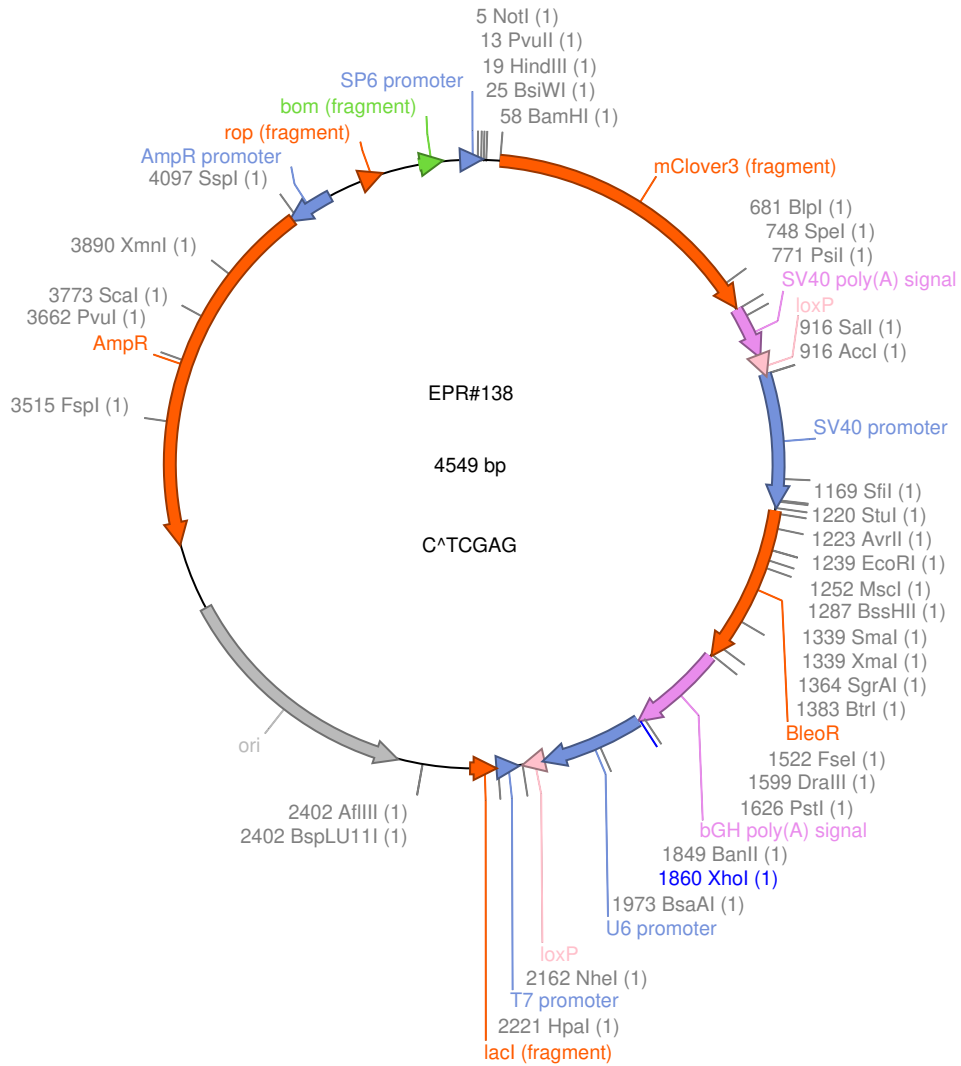 5 NotI (1)
13 PvuII (1)
19 HindIII (1)
25 BsiWI (1)
58 BamHI (1)
SP6 promoter
bom (fragment)
rop (fragment)
AmpR promoter
4097 SspI (1)
3890 XmnI (1)
3773 ScaI (1)
3662 PvuI (1)
AmpR
3515 FspI (1)
mClover3 (fragment)
681 BlpI (1)
748 SpeI (1)
771 PsiI (1)
SV40 poly(A) signal
loxP
916 SalI (1)
916 AccI (1)
SV40 promoter
EPR#138
4549 bp
C^TCGAG
1169 SfiI (1)
1220 StuI (1)
1223 AvrII (1)
1239 EcoRI (1)
1252 MscI (1)
1287 BssHII (1)
1339 SmaI (1)
1339 XmaI (1)
1364 SgrAI (1)
1383 BtrI (1)
BleoR
1522 FseI (1)
1599 DraIII (1)
1626 PstI (1)
bGH poly(A) signal
1849 BanII (1)
1860 XhoI (1)
1973 BsaAI (1)
U6 promoter
loxP
2162 NheI (1)
T7 promoter
2221 HpaI (1)
lacI (fragment)
ori
2402 AflIII (1)
2402 BspLU11I (1)